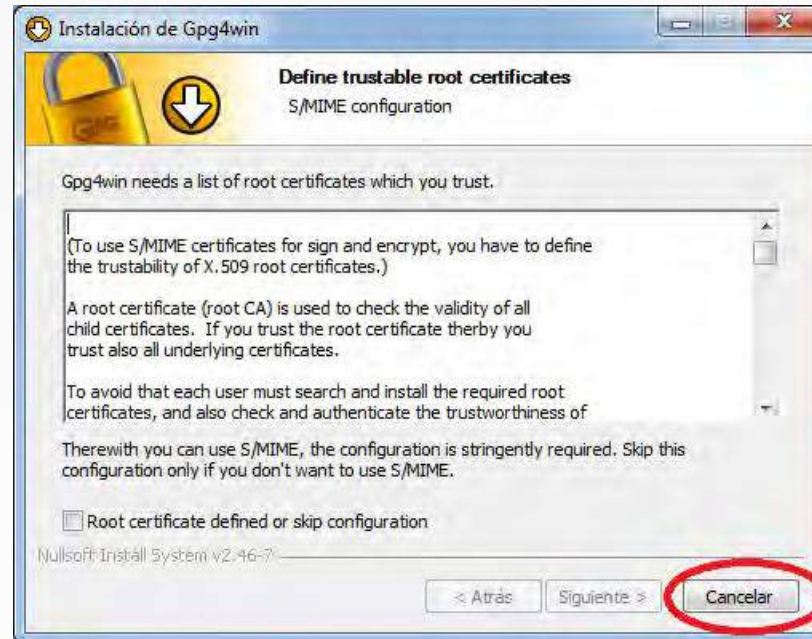 Instalación de Gpg4win
Define trustable root certificates
S/MIME configuration
Gpg4win needs a list of root certificates which you trust.
(To use S/MIME certificates for sign and encrypt, you have to define
the trustability of X.509 root certificates.)
A root certificate (root CA) is used to check the validity of all
child certificates. If you trust the root certificate therby you
trust also all underlying certificates.
To avoid that each user must search and install the required root
certificates, and also check and authenticate the trustworthiness of
Therewith you can use S/MIME, the configuration is stringently required. Skip this
configuration only if you don't want to use S/MIME.
Root certificate defined or skip configuration
Nullsoft Install System v2.46-7
< Atrás Siguiente > Cancelar